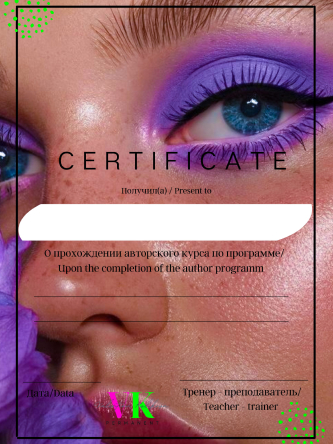 CERTIFICATE
Получил(а) / Present to
О прохождении авторского курса по программе/
Upon the completion of the author programm
Дата/Data
VK
Тренер - преподаватель/
Teacher - trainer